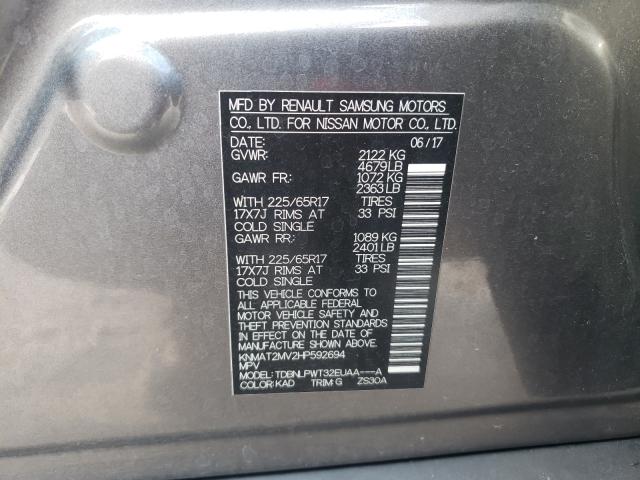 MFD BY RENAULT SAMSUNG MOTORS
CO., LTD. FOR NISSAN MOTOR CO., LTD.
DATE: 06/17
GVWR: 2122 KG
4679LB
GAWR FR: 1072 KG
2363LB
WITH 225/65R17 TIRES
17X7J RIMS AT 33 PSI
COLD SINGLE
GAWR RR: 1089 KG
2401LB
WITH 225/65R17 TIRES
17X7J RIMS AT 33 PSI
COLD SINGLE
THIS VEHICLE CONFORMS TO
ALL APPLICABLE FEDERAL
MOTOR VEHICLE SAFETY AND
THEFT PREVENTION STANDARDS
IN EFFECT ON THE DATE OF
MANUFACTURE SHOWN ABOVE.
KNMAT2MV2HP592694
MPV
MODEL: TDBNLPWT32EUAA---A
COLOR: KAD TRIM: G ZS30A